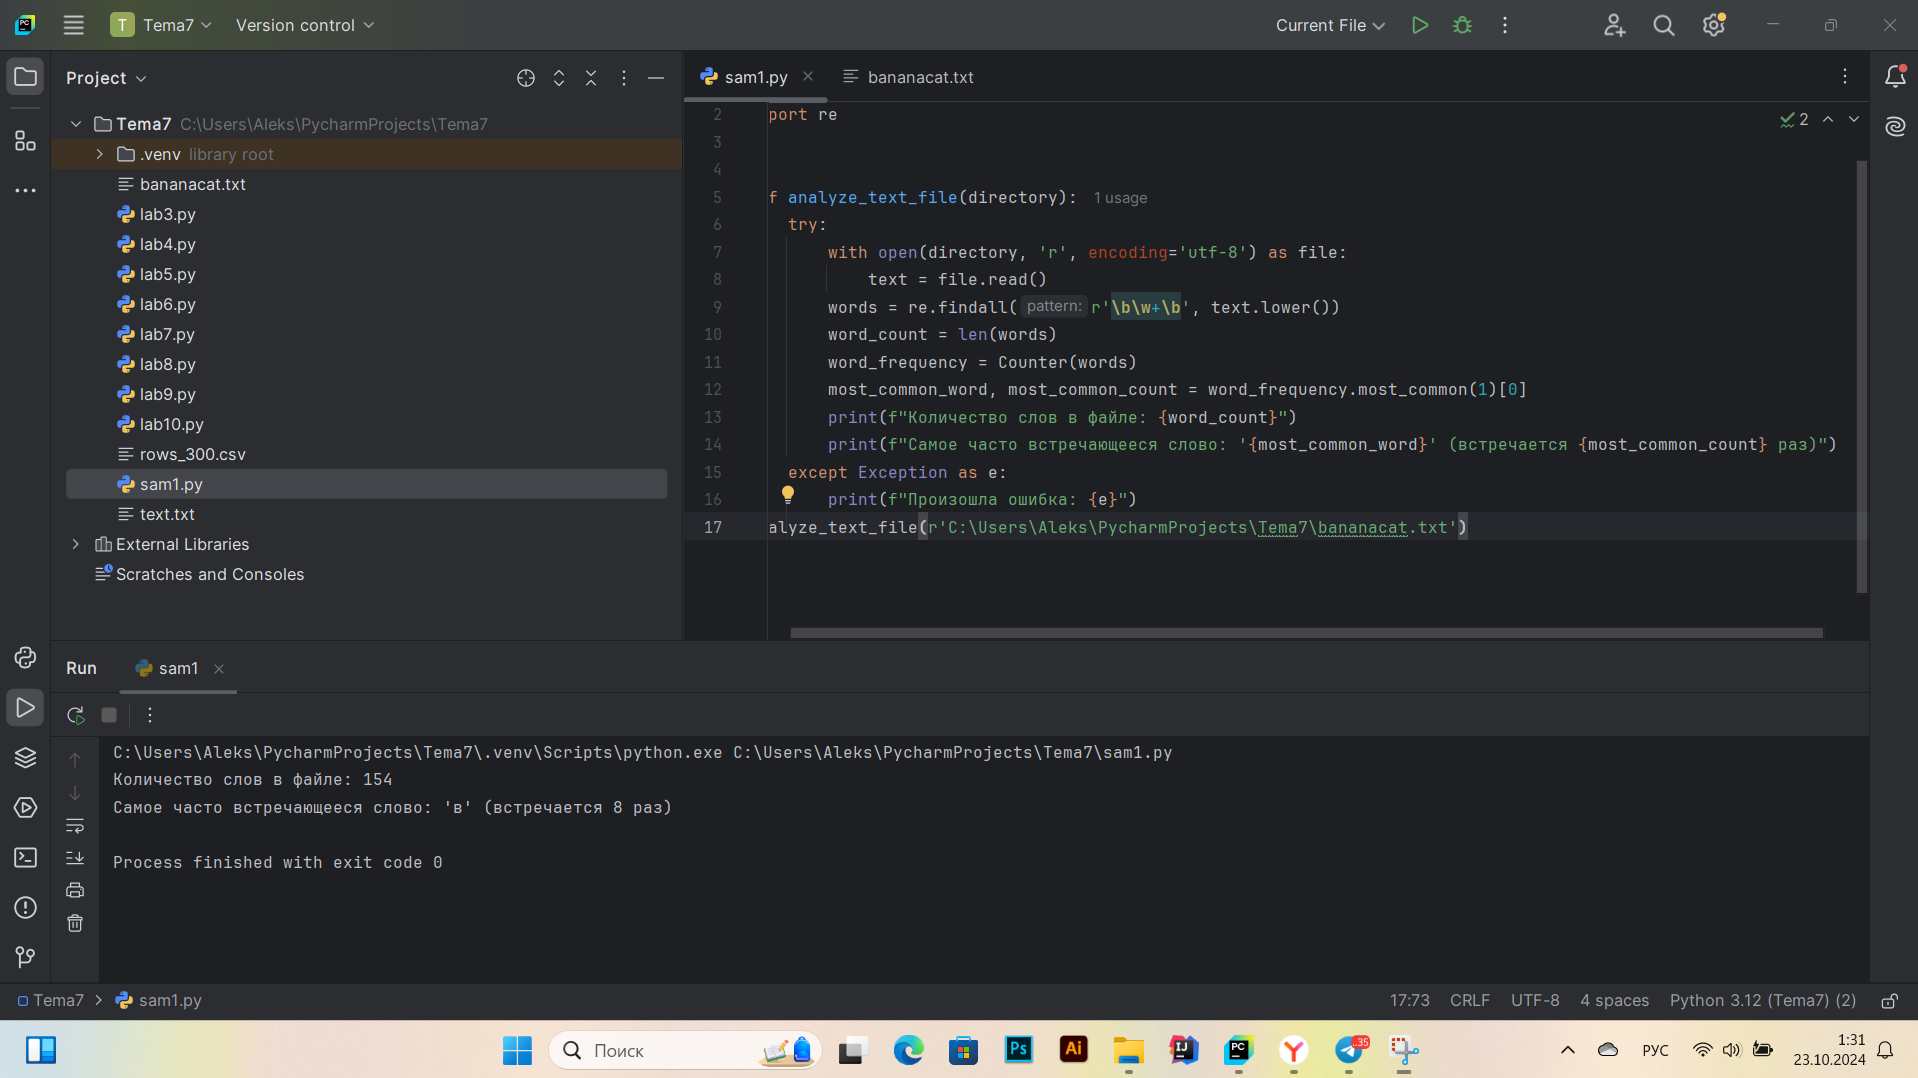 T Tema7 Version control Current File
Project
sam1.py bananacat.txt
Tema7 C:\Users\Aleks\PycharmProjects\Tema7
.venv library root
bananacat.txt
lab3.py
lab4.py
lab5.py
lab6.py
lab7.py
lab8.py
lab9.py
lab10.py
rows_300.csv
sam1.py
text.txt
External Libraries
Scratches and Consoles
2 port re
2
3
4
5 f analyze_text_file(directory): 1 usage
6 try:
7 with open(directory, 'r', encoding='utf-8') as file:
8 text = file.read()
9 words = re.findall( pattern: r'\b\w+\b', text.lower())
10 word_count = len(words)
11 word_frequency = Counter(words)
12 most_common_word, most_common_count = word_frequency.most_common(1)[0]
13 print(f"Количество слов в файле: {word_count}")
14 print(f"Самое часто встречающееся слово: '{most_common_word}' (встречается {most_common_count} раз)")
15 except Exception as e:
16 print(f"Произошла ошибка: {e}")
17 alyze_text_file(r'C:\Users\Aleks\PycharmProjects\Tema7\bananacat.txt')
Run sam1
C:\Users\Aleks\PycharmProjects\Tema7\.venv\Scripts\python.exe C:\Users\Aleks\PycharmProjects\Tema7\sam1.py
Количество слов в файле: 154
Самое часто встречающееся слово: 'в' (встречается 8 раз)
Process finished with exit code 0
Tema7 sam1.py 17:73 CRLF UTF-8 4 spaces Python 3.12 (Tema7) (2)
Поиск Ps Ai IJ PC Y 35 РУС 1:31
23.10.2024